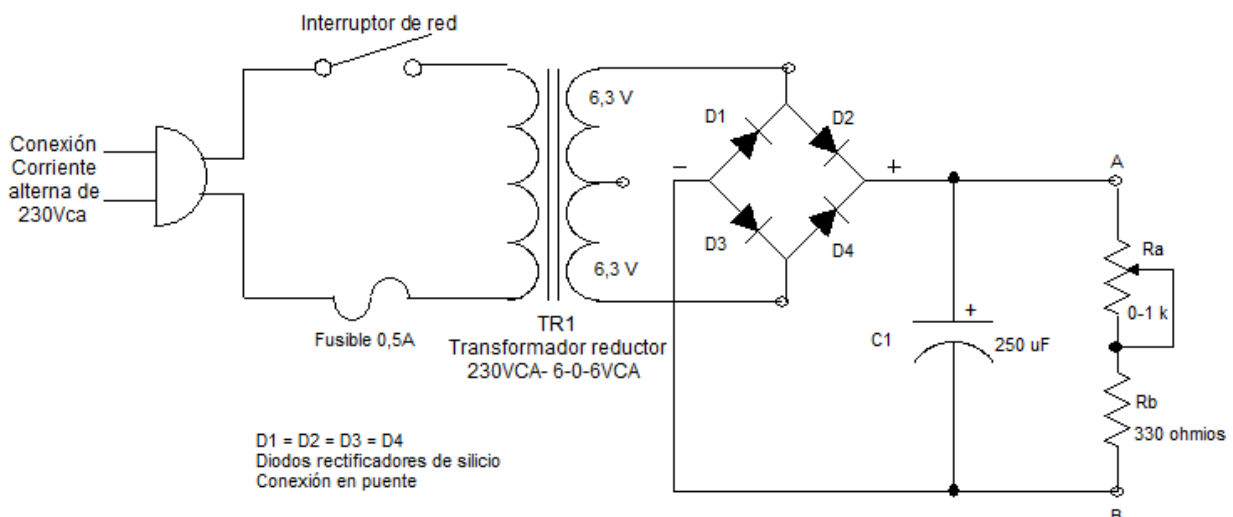 Interruptor de red
Conexión
Corriente
alterna de
230Vca
6,3 V
6,3 V
D1
D2
D3
D4
−
+
A
Ra
0-1 k
+
C1
250 uF
Rb
330 ohmios
B
Fusible 0,5A
TR1
Transformador reductor
230VCA- 6-0-6VCA
D1 = D2 = D3 = D4
Diodos rectificadores de silicio
Conexión en puente